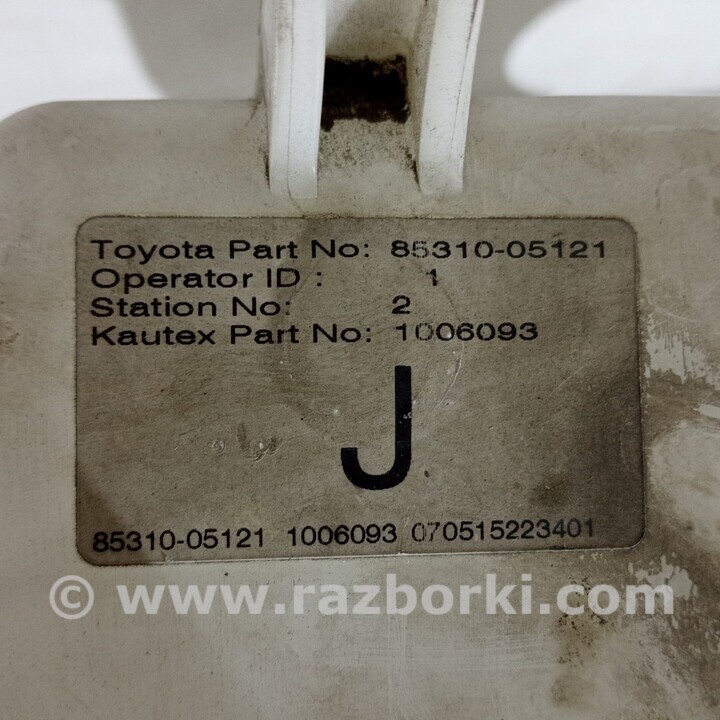 Toyota Part No: 85310-05121
Operator ID : 1
Station No: 2
Kautex Part No: 1006093
J
85310-05121 1006093 070515223401
© www.razborki.com